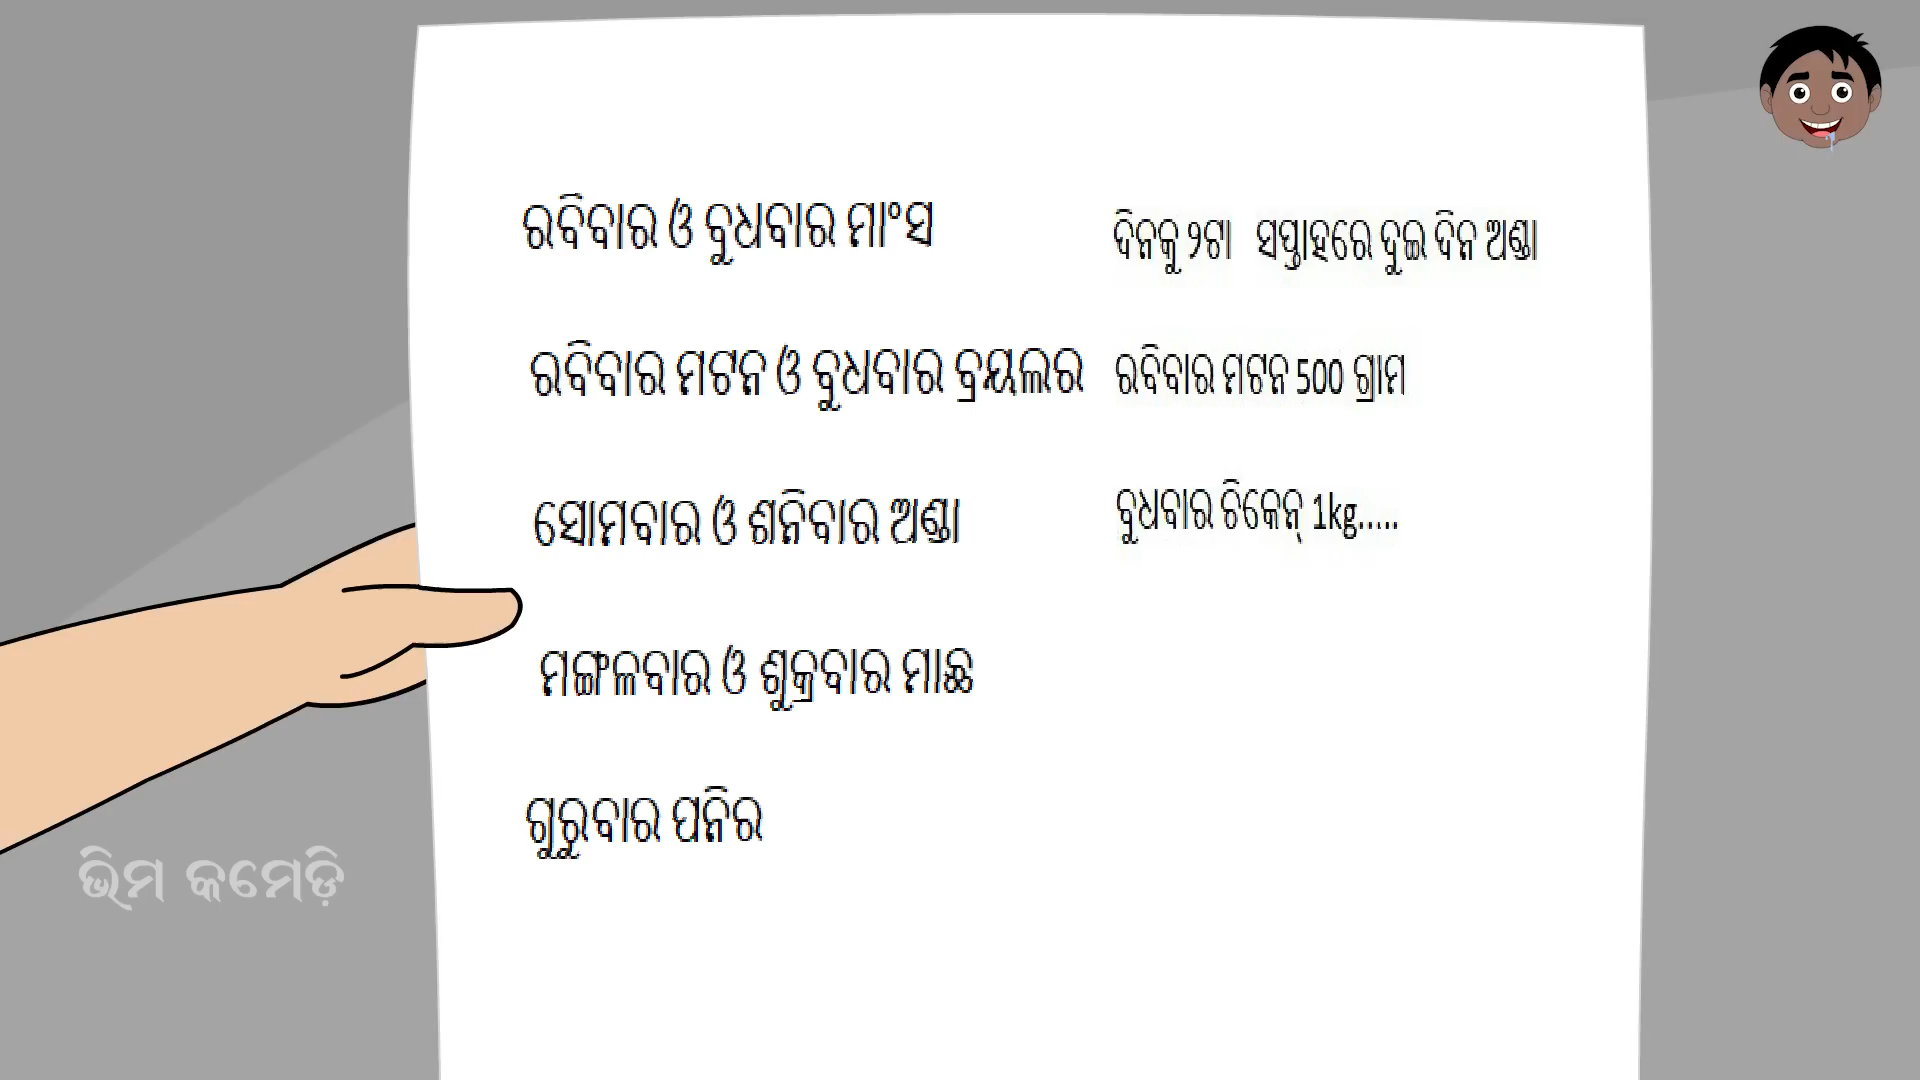 ରବିବାର ଓ ବୁଧବାର ମାଂସ
ରବିବାର ମଟନ ଓ ବୁଧବାର ବ୍ରୟଲର
ସୋମବାର ଓ ଶନିବାର ଅଣ୍ଡା
ମଙ୍ଗଳବାର ଓ ଶୁକ୍ରବାର ମାଛ
ଗୁରୁବାର ପନିର
ଦିନକୁ ୨ଟା ସପ୍ତାହରେ ଦୁଇ ଦିନ ଅଣ୍ଡା
ରବିବାର ମଟନ 500 ଗ୍ରାମ
ବୁଧବାର ଚିକେନ୍ 1kg.....
ଭିମ କମେଡ଼ି